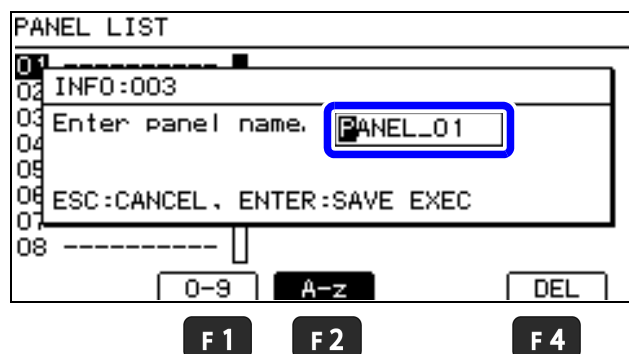 PANEL LIST
01 ----------
02
INFO:003
03
Enter panel name. PANEL_01
04
05
06
ESC:CANCEL, ENTER:SAVE EXEC
07
08 ----------
0-9 A-z DEL
F1 F2 F4